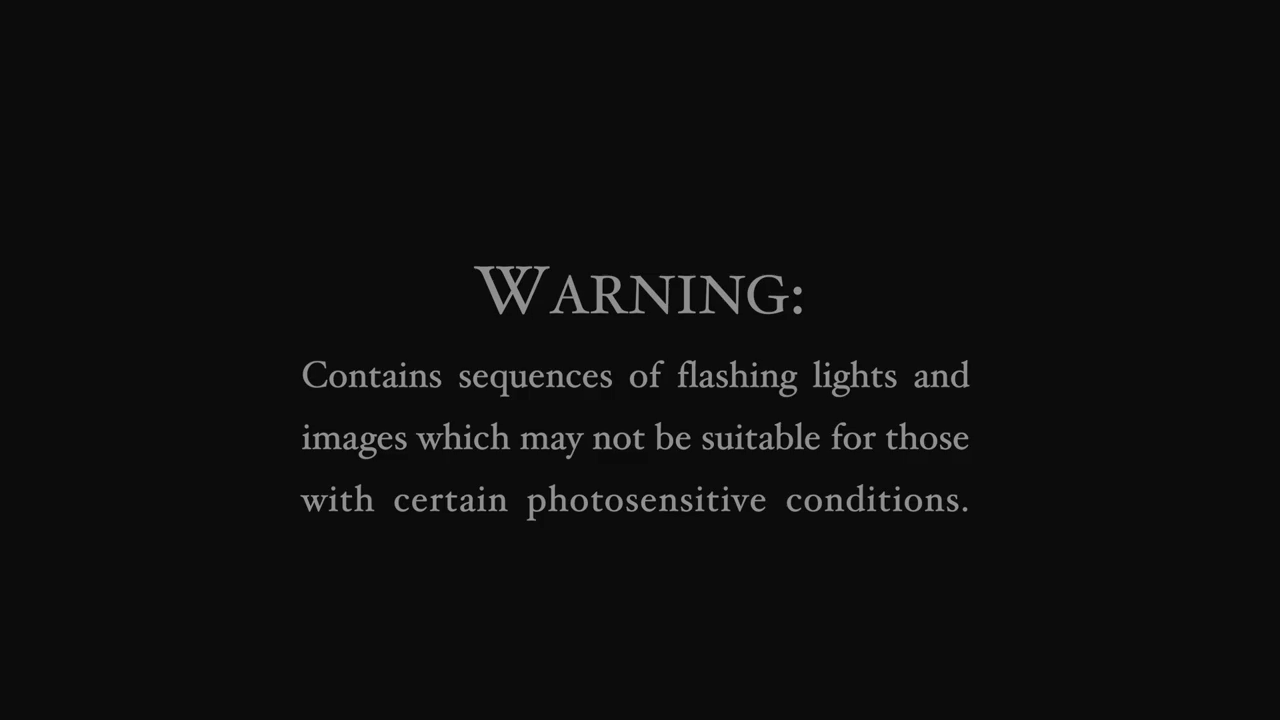 WARNING:
Contains sequences of flashing lights and
images which may not be suitable for those
with certain photosensitive conditions.